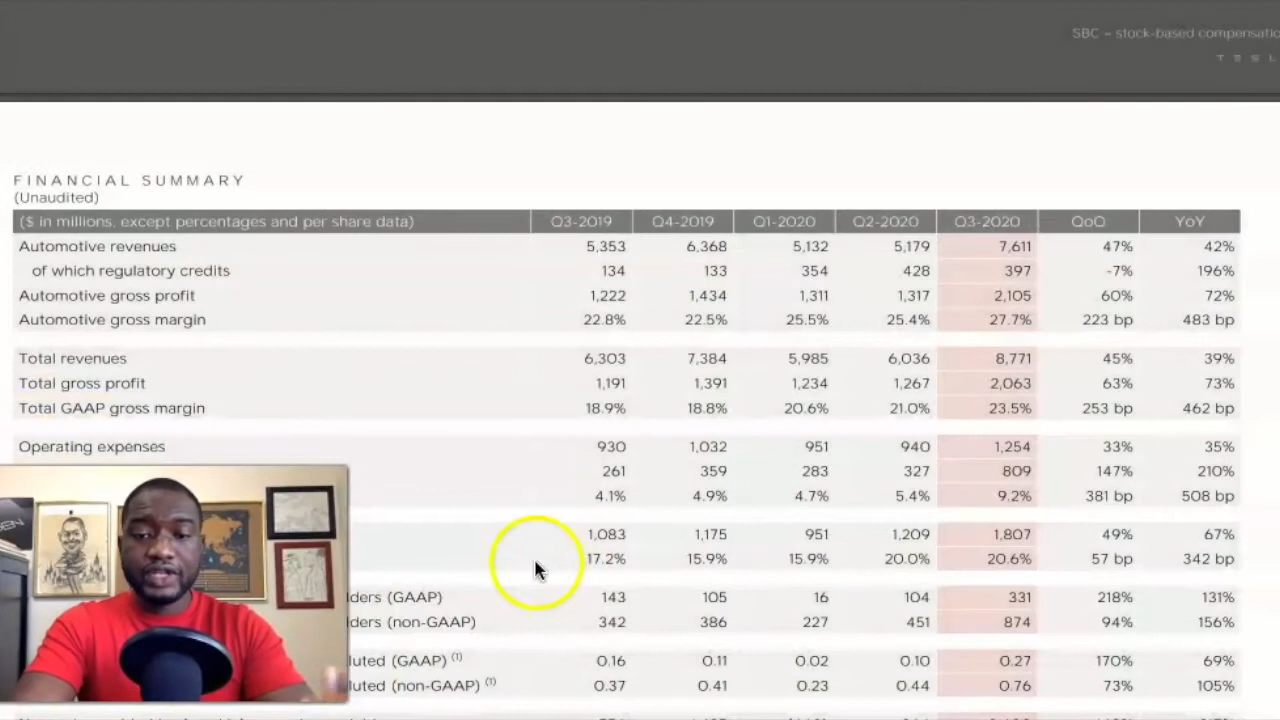 SBC – stock-based compensatio
T E S L
FINANCIAL SUMMARY
(Unaudited)
($ in millions, except percentages and per share data) Q3-2019 Q4-2019 Q1-2020 Q2-2020 Q3-2020 QoQ YoY
Automotive revenues 5,353 6,368 5,132 5,179 7,611 47% 42%
of which regulatory credits 134 133 354 428 397 -7% 196%
Automotive gross profit 1,222 1,434 1,311 1,317 2,105 60% 72%
Automotive gross margin 22.8% 22.5% 25.5% 25.4% 27.7% 223 bp 483 bp
Total revenues 6,303 7,384 5,985 6,036 8,771 45% 39%
Total gross profit 1,191 1,391 1,234 1,267 2,063 63% 73%
Total GAAP gross margin 18.9% 18.8% 20.6% 21.0% 23.5% 253 bp 462 bp
Operating expenses 930 1,032 951 940 1,254 33% 35%
261 359 283 327 809 147% 210%
4.1% 4.9% 4.7% 5.4% 9.2% 381 bp 508 bp
1,083 1,175 951 1,209 1,807 49% 67%
17.2% 15.9% 15.9% 20.0% 20.6% 57 bp 342 bp
lders (GAAP) 143 105 16 104 331 218% 131%
lders (non-GAAP) 342 386 227 451 874 94% 156%
luted (GAAP) (1) 0.16 0.11 0.02 0.10 0.27 170% 69%
luted (non-GAAP) (1) 0.37 0.41 0.23 0.44 0.76 73% 105%